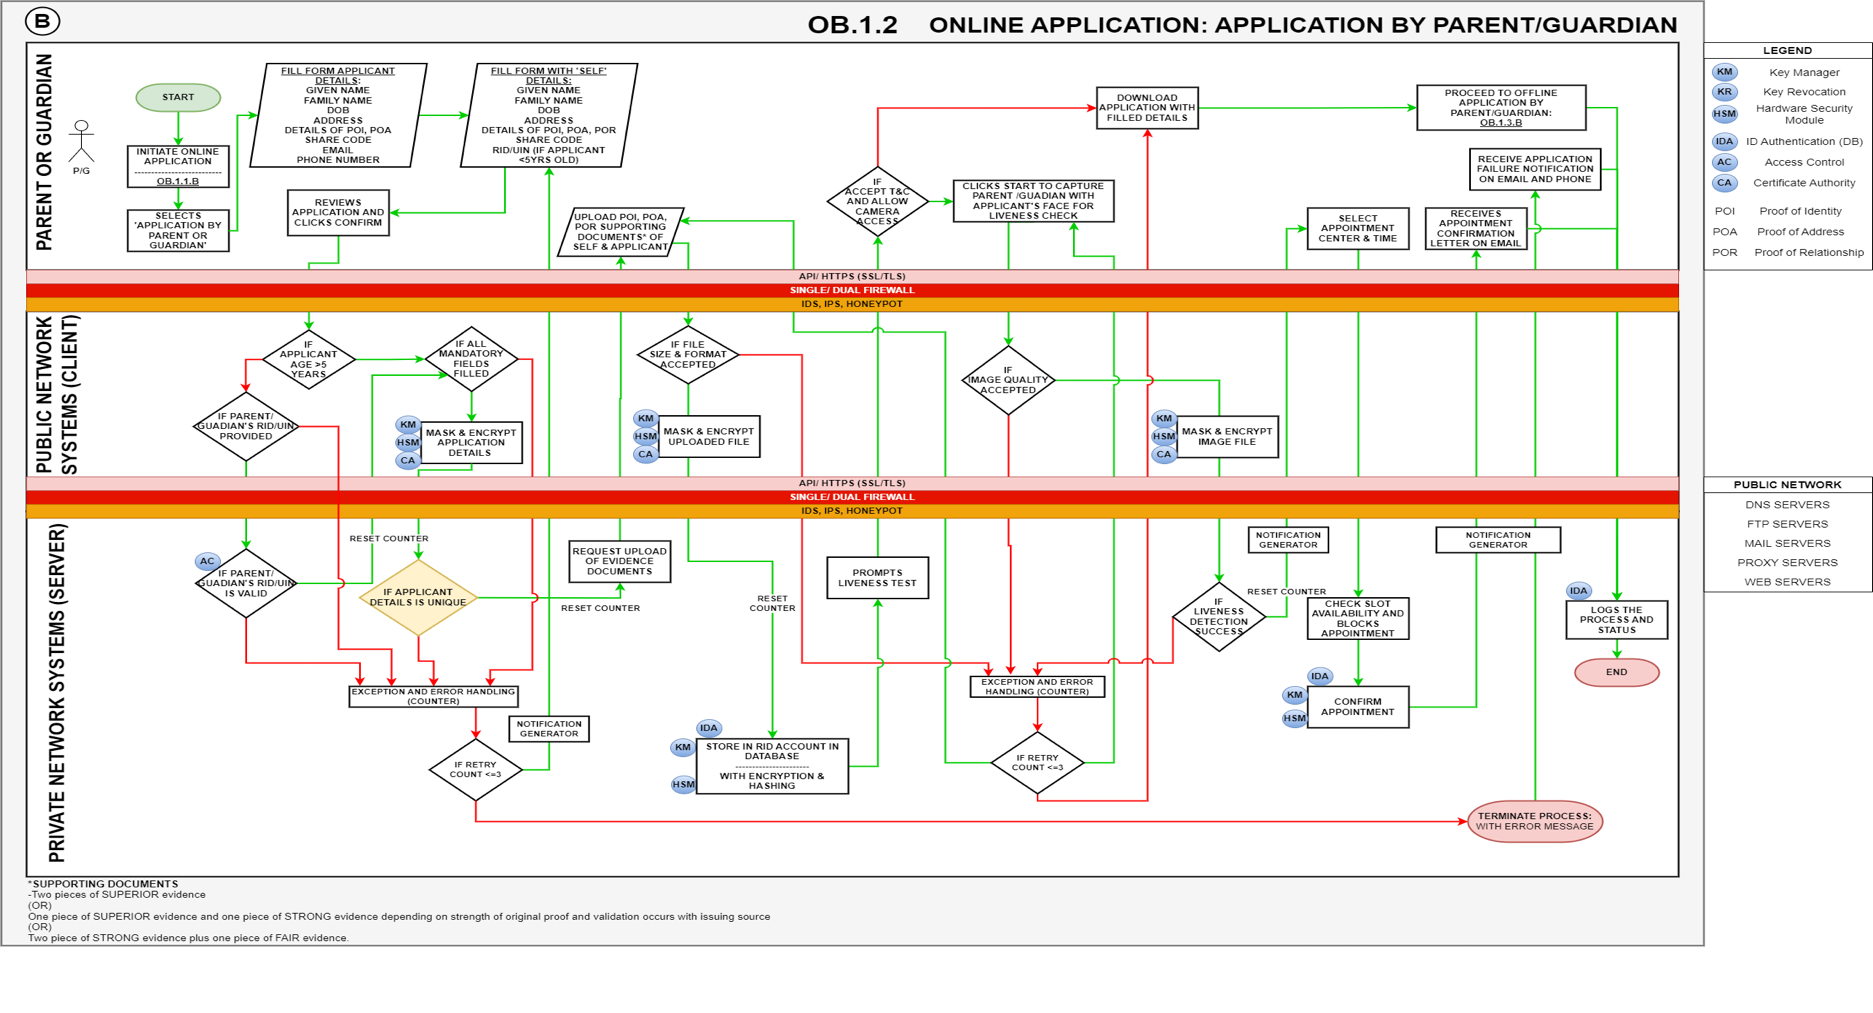 B
OB.1.2 ONLINE APPLICATION: APPLICATION BY PARENT/GUARDIAN
PARENT OR GUARDIAN
P/G
START
INITIATE ONLINE
APPLICATION
OB.1.1.B
SELECTS
'APPLICATION BY
PARENT OR
GUARDIAN'
FILL FORM APPLICANT
DETAILS:
GIVEN NAME
FAMILY NAME
DOB
ADDRESS
DETAILS OF POI, POA
SHARE CODE
EMAIL
PHONE NUMBER
FILL FORM WITH 'SELF'
DETAILS:
GIVEN NAME
FAMILY NAME
DOB
ADDRESS
DETAILS OF POI, POA, POR
SHARE CODE
RID/UIN (IF APPLICANT
<5YRS OLD)
REVIEWS
APPLICATION AND
CLICKS CONFIRM
UPLOAD POI, POA,
POR SUPPORTING
DOCUMENTS* OF
SELF & APPLICANT
IF
ACCEPT T&C
AND ALLOW
CAMERA
ACCESS
CLICKS START TO CAPTURE
PARENT /GUADIAN WITH
APPLICANT'S FACE FOR
LIVENESS CHECK
DOWNLOAD
APPLICATION WITH
FILLED DETAILS
PROCEED TO OFFLINE
APPLICATION BY
PARENT/GUARDIAN:
OB.1.3.B
RECEIVE APPLICATION
FAILURE NOTIFICATION
ON EMAIL AND PHONE
SELECT
APPOINTMENT
CENTER & TIME
RECEIVES
APPOINTMENT
CONFIRMATION
LETTER ON EMAIL
API/ HTTPS (SSL/TLS)
SINGLE/ DUAL FIREWALL
IDS, IPS, HONEYPOT
PUBLIC NETWORK
SYSTEMS (CLIENT)
IF
APPLICANT
AGE >5
YEARS
IF ALL
MANDATORY
FIELDS
FILLED
IF PARENT/
GUADIAN'S RID/UIN
PROVIDED
KM
HSM
CA
MASK & ENCRYPT
APPLICATION
DETAILS
IF FILE
SIZE & FORMAT
ACCEPTED
KM
HSM
CA
MASK & ENCRYPT
UPLOADED FILE
IF
IMAGE QUALITY
ACCEPTED
KM
HSM
CA
MASK & ENCRYPT
IMAGE FILE
API/ HTTPS (SSL/TLS)
SINGLE/ DUAL FIREWALL
IDS, IPS, HONEYPOT
PRIVATE NETWORK SYSTEMS (SERVER)
AC
IF PARENT/
GUADIAN'S RID/UIN
IS VALID
RESET COUNTER
IF APPLICANT
DETAILS IS UNIQUE
REQUEST UPLOAD
OF EVIDENCE
DOCUMENTS
RESET COUNTER
EXCEPTION AND ERROR HANDLING
(COUNTER)
IF RETRY
COUNT <=3
NOTIFICATION
GENERATOR
RESET
COUNTER
IDA
KM
HSM
STORE IN RID ACCOUNT IN
DATABASE
WITH ENCRYPTION &
HASHING
PROMPTS
LIVENESS TEST
EXCEPTION AND ERROR
HANDLING (COUNTER)
IF RETRY
COUNT <=3
IF
LIVENESS
DETECTION
SUCCESS
NOTIFICATION
GENERATOR
RESET COUNTER
CHECK SLOT
AVAILABILITY AND
BLOCKS
APPOINTMENT
IDA
KM
HSM
CONFIRM
APPOINTMENT
NOTIFICATION
GENERATOR
IDA
LOGS THE
PROCESS AND
STATUS
END
TERMINATE PROCESS:
WITH ERROR MESSAGE
*SUPPORTING DOCUMENTS
-Two pieces of SUPERIOR evidence
(OR)
One piece of SUPERIOR evidence and one piece of STRONG evidence depending on strength of original proof and validation occurs with issuing source
(OR)
Two piece of STRONG evidence plus one piece of FAIR evidence.
LEGEND
KM Key Manager
KR Key Revocation
HSM Hardware Security
Module
IDA ID Authentication (DB)
AC Access Control
CA Certificate Authority
POI Proof of Identity
POA Proof of Address
POR Proof of Relationship
PUBLIC NETWORK
DNS SERVERS
FTP SERVERS
MAIL SERVERS
PROXY SERVERS
WEB SERVERS